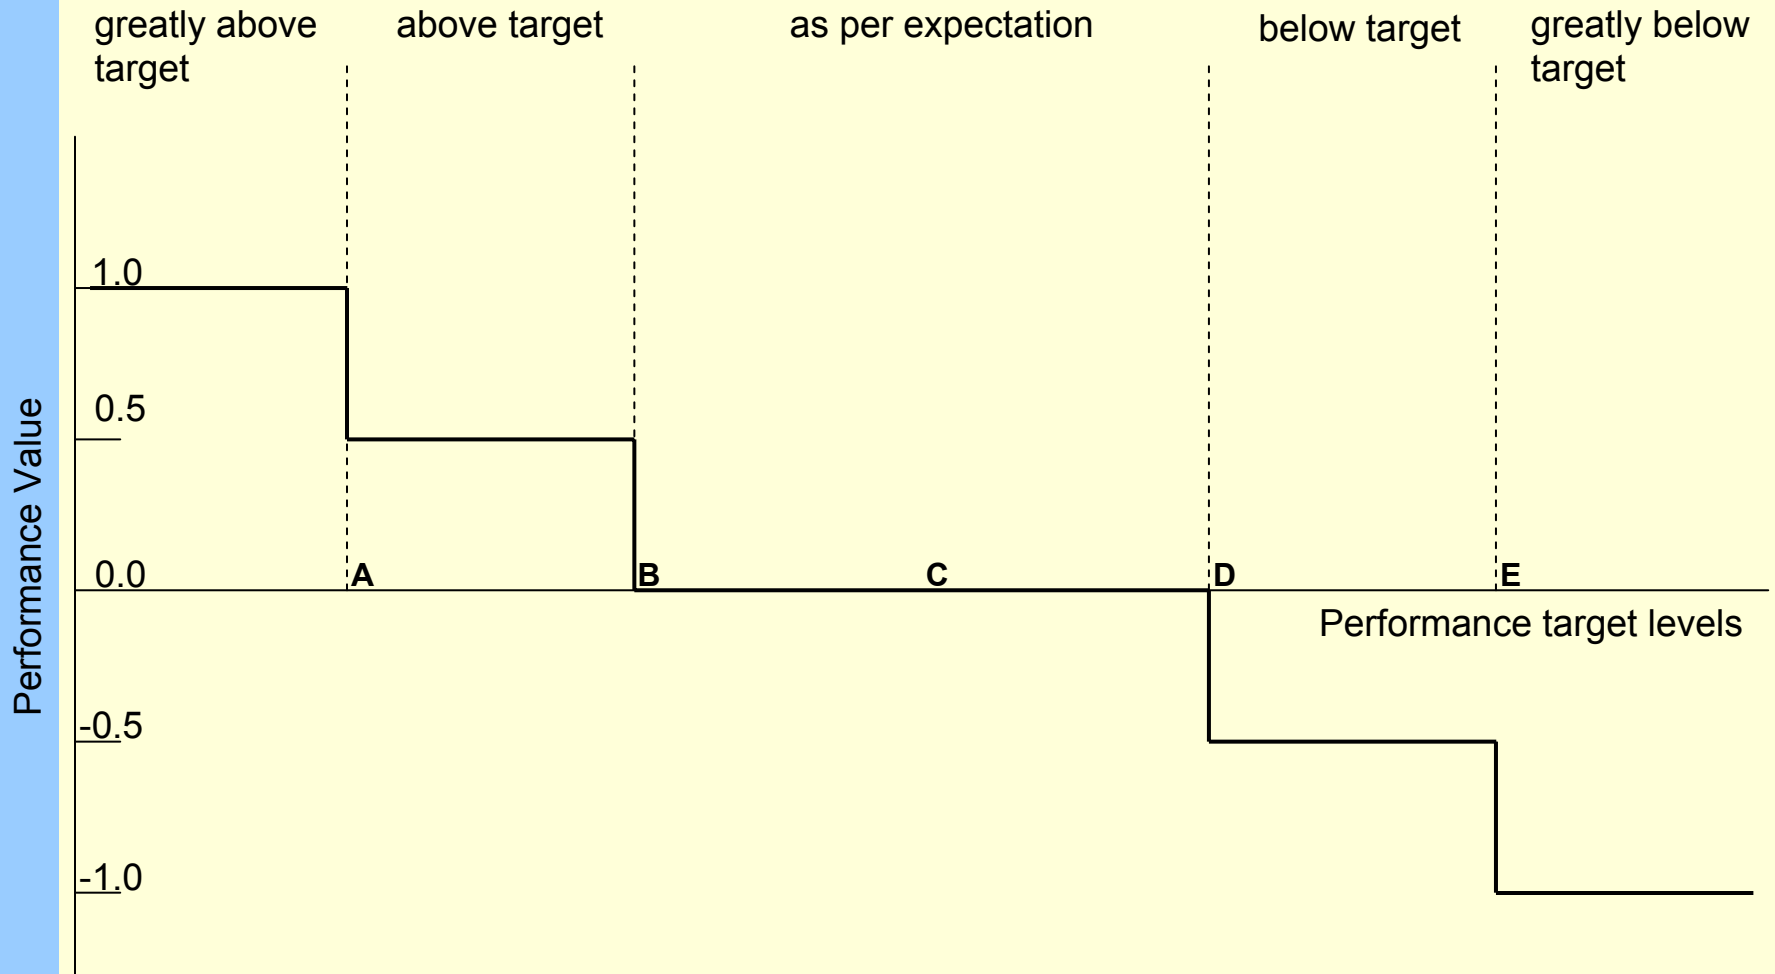 greatly above
target
above target
as per expectation
below target
greatly below
target
1.0
0.5
0.0
A
B
C
D
E
Performance target levels
-0.5
-1.0
Performance Value